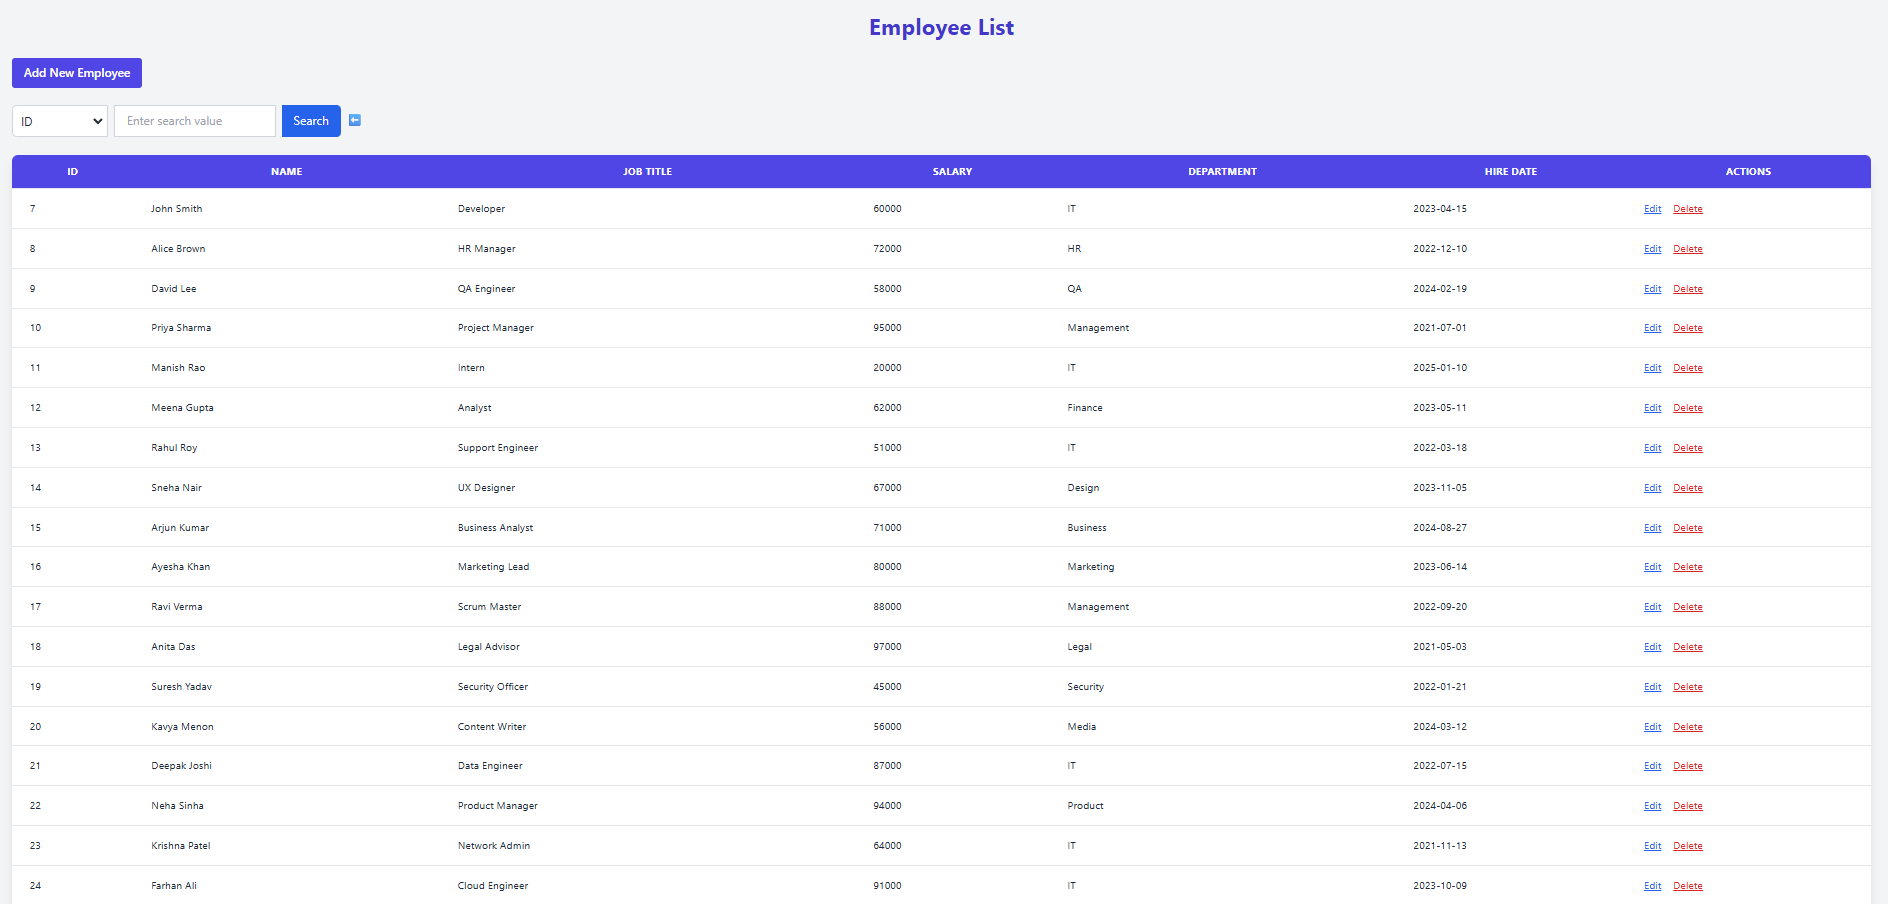 Employee List
Add New Employee
ID Enter search value Search
ID NAME JOB TITLE SALARY DEPARTMENT HIRE DATE ACTIONS
7 John Smith Developer 60000 IT 2023-04-15 Edit Delete
8 Alice Brown HR Manager 72000 HR 2022-12-10 Edit Delete
9 David Lee QA Engineer 58000 QA 2024-02-19 Edit Delete
10 Priya Sharma Project Manager 95000 Management 2021-07-01 Edit Delete
11 Manish Rao Intern 20000 IT 2025-01-10 Edit Delete
12 Meena Gupta Analyst 62000 Finance 2023-05-11 Edit Delete
13 Rahul Roy Support Engineer 51000 IT 2022-03-18 Edit Delete
14 Sneha Nair UX Designer 67000 Design 2023-11-05 Edit Delete
15 Arjun Kumar Business Analyst 71000 Business 2024-08-27 Edit Delete
16 Ayesha Khan Marketing Lead 80000 Marketing 2023-06-14 Edit Delete
17 Ravi Verma Scrum Master 88000 Management 2022-09-20 Edit Delete
18 Anita Das Legal Advisor 97000 Legal 2021-05-03 Edit Delete
19 Suresh Yadav Security Officer 45000 Security 2022-01-21 Edit Delete
20 Kavya Menon Content Writer 56000 Media 2024-03-12 Edit Delete
21 Deepak Joshi Data Engineer 87000 IT 2022-07-15 Edit Delete
22 Neha Sinha Product Manager 94000 Product 2024-04-06 Edit Delete
23 Krishna Patel Network Admin 64000 IT 2021-11-13 Edit Delete
24 Farhan Ali Cloud Engineer 91000 IT 2023-10-09 Edit Delete